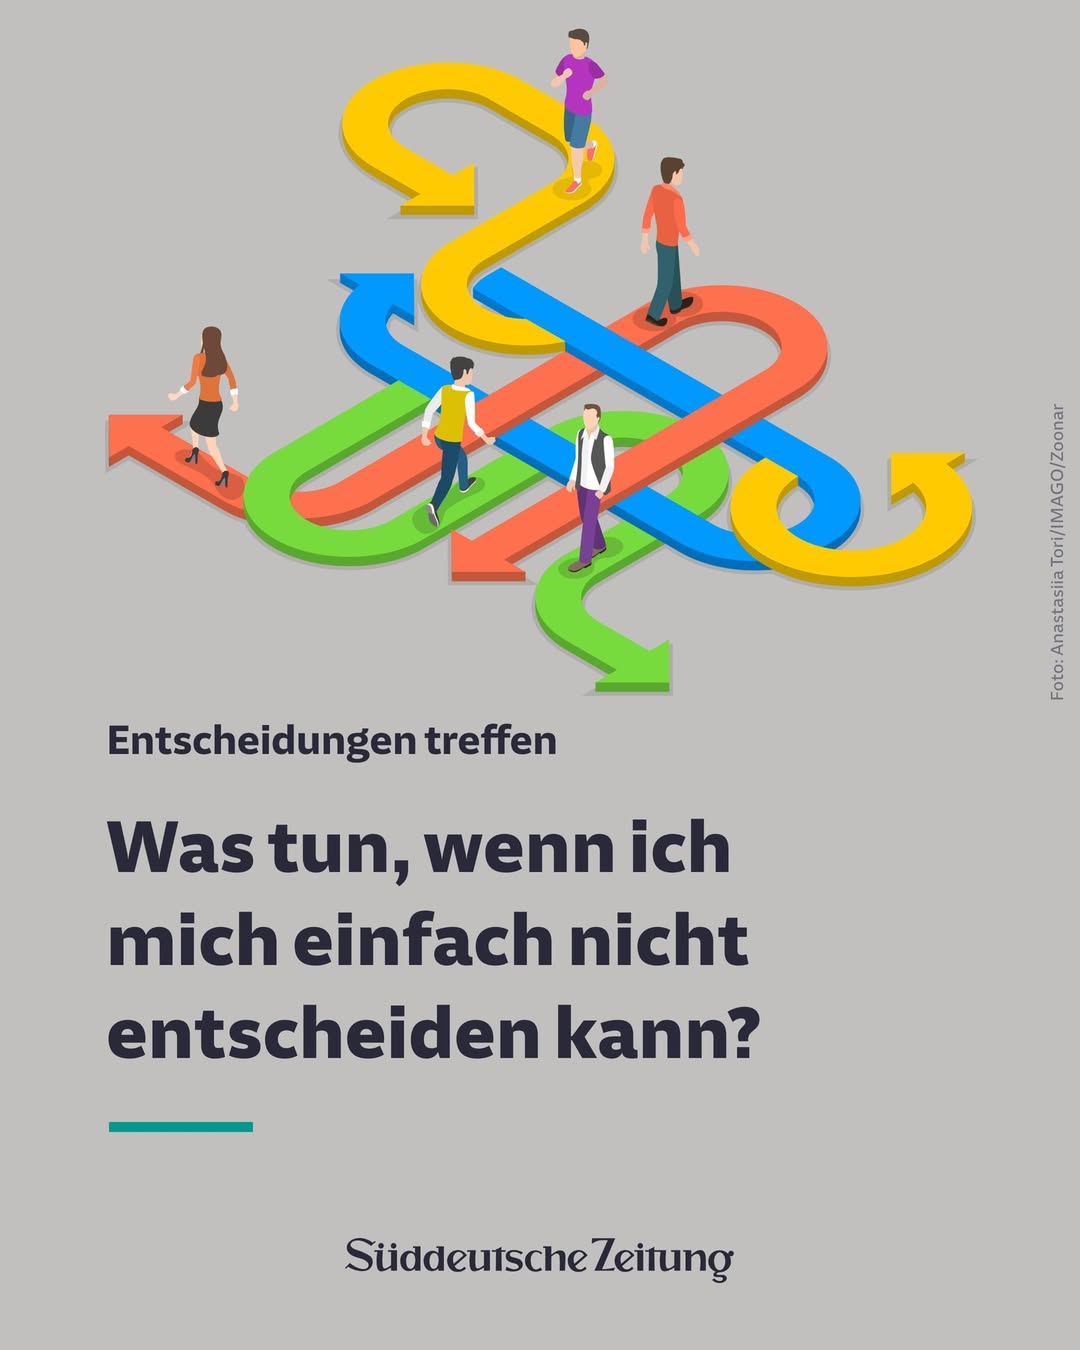 Foto: Anastasiia Tori/IMAGO/Zoonar
Entscheidungen treffen
Was tun, wenn ich
mich einfach nicht
entscheiden kann?
Süddeutsche Zeitung